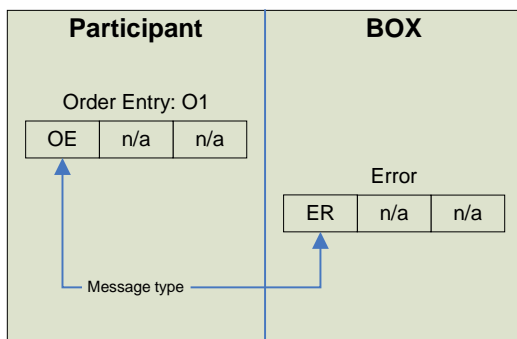 Participant BOX
Order Entry: O1
OE n/a n/a
Error
ER n/a n/a
Message type